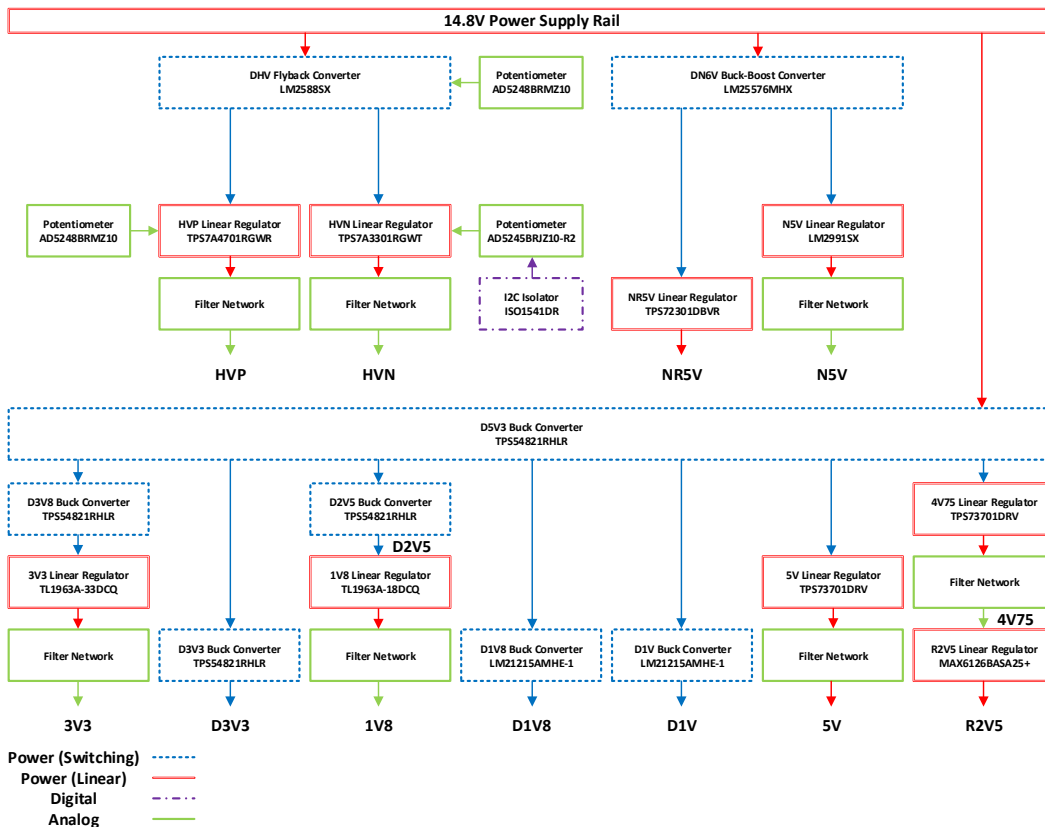 14.8V Power Supply Rail
DHV Flyback Converter
LM2588SX
Potentiometer
AD5248BRMZ10
DN6V Buck-Boost Converter
LM25576MHX
Potentiometer
AD5248BRMZ10
HVP Linear Regulator
TPS7A4701RGWR
HVN Linear Regulator
TPS7A3301RGWT
Potentiometer
AD5245BRJZ10-R2
N5V Linear Regulator
LM2991SX
Filter Network
Filter Network
I2C Isolator
ISO1541DR
NR5V Linear Regulator
TPS72301DBVR
Filter Network
HVP
HVN
NR5V
N5V
D5V3 Buck Converter
TPS54821RHLR
D3V8 Buck Converter
TPS54821RHLR
D2V5 Buck Converter
TPS54821RHLR
4V75 Linear Regulator
TPS73701DRV
D2V5
3V3 Linear Regulator
TL1963A-33DCQ
1V8 Linear Regulator
TL1963A-18DCQ
5V Linear Regulator
TPS73701DRV
Filter Network
4V75
Filter Network
D3V3 Buck Converter
TPS54821RHLR
Filter Network
D1V8 Buck Converter
LM21215AMHE-1
D1V Buck Converter
LM21215AMHE-1
Filter Network
R2V5 Linear Regulator
MAX6126BASA25+
3V3
D3V3
1V8
D1V8
D1V
5V
R2V5
Power (Switching)
Power (Linear)
Digital
Analog